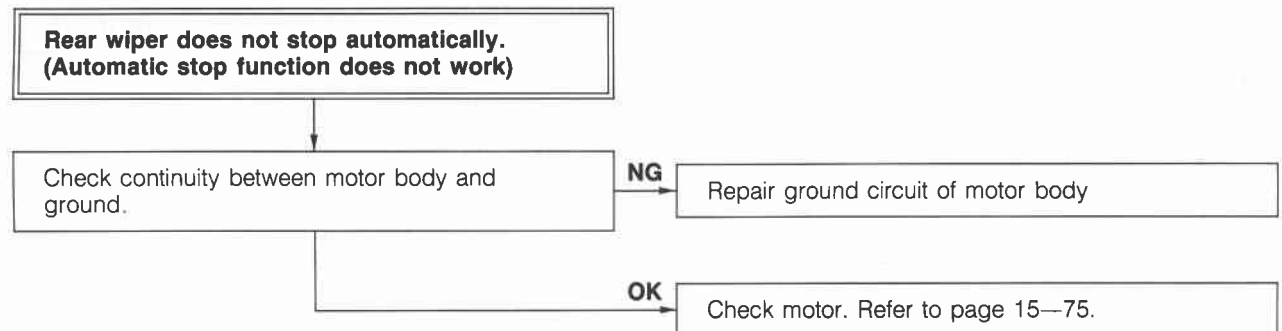 Rear wiper does not stop automatically.
(Automatic stop function does not work)
Check continuity between motor body and
ground.
NG
Repair ground circuit of motor body
OK
Check motor. Refer to page 15—75.